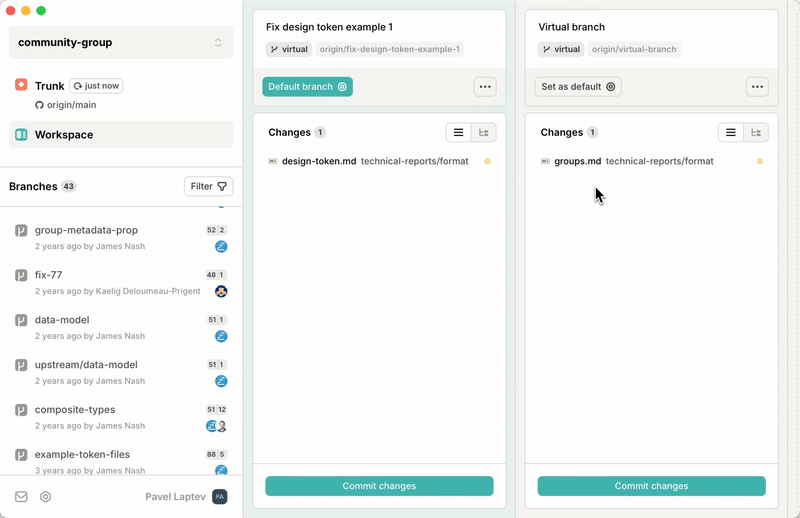 community-group
Trunk just now
origin/main
Workspace
Branches 43 Filter
group-metadata-prop 52 2
2 years ago by James Nash
fix-77 48 1
2 years ago by Kaelig Deloumeau-Prigent
data-model 51 1
2 years ago by James Nash
upstream/data-model 51 1
2 years ago by James Nash
composite-types 51 12
2 years ago by James Nash
example-token-files 88 5
3 years ago by James Nash
Pavel Laptev PA
Fix design token example 1
virtual origin/fix-design-token-example-1
Default branch
Changes 1
design-token.md technical-reports/format
Commit changes
Virtual branch
virtual origin/virtual-branch
Set as default
Changes 1
groups.md technical-reports/format
Commit changes